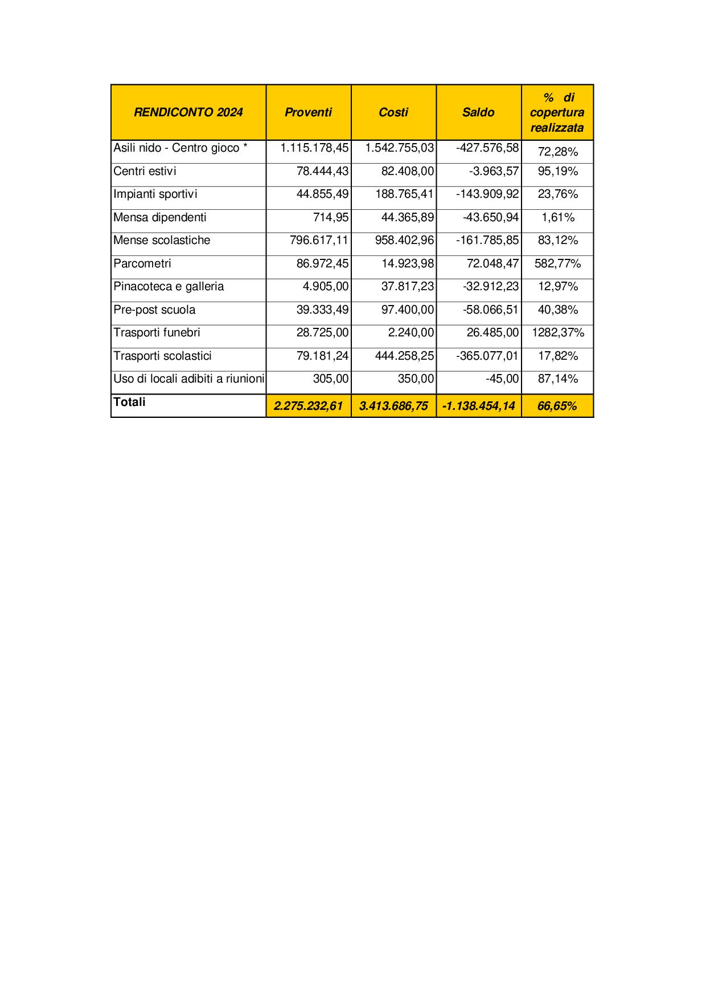 RENDICONTO 2024 Proventi Costi Saldo % di copertura realizzata
Asili nido - Centro gioco * 1.115.178,45 1.542.755,03 -427.576,58 72,28%
Centri estivi 78.444,43 82.408,00 -3.963,57 95,19%
Impianti sportivi 44.855,49 188.765,41 -143.909,92 23,76%
Mensa dipendenti 714,95 44.365,89 -43.650,94 1,61%
Mense scolastiche 796.617,11 958.402,96 -161.785,85 83,12%
Parcometri 86.972,45 14.923,98 72.048,47 582,77%
Pinacoteca e galleria 4.905,00 37.817,23 -32.912,23 12,97%
Pre-post scuola 39.333,49 97.400,00 -58.066,51 40,38%
Trasporti funebri 28.725,00 2.240,00 26.485,00 1282,37%
Trasporti scolastici 79.181,24 444.258,25 -365.077,01 17,82%
Uso di locali adibiti a riunioni 305,00 350,00 -45,00 87,14%
Totali 2.275.232,61 3.413.686,75 -1.138.454,14 66,65%